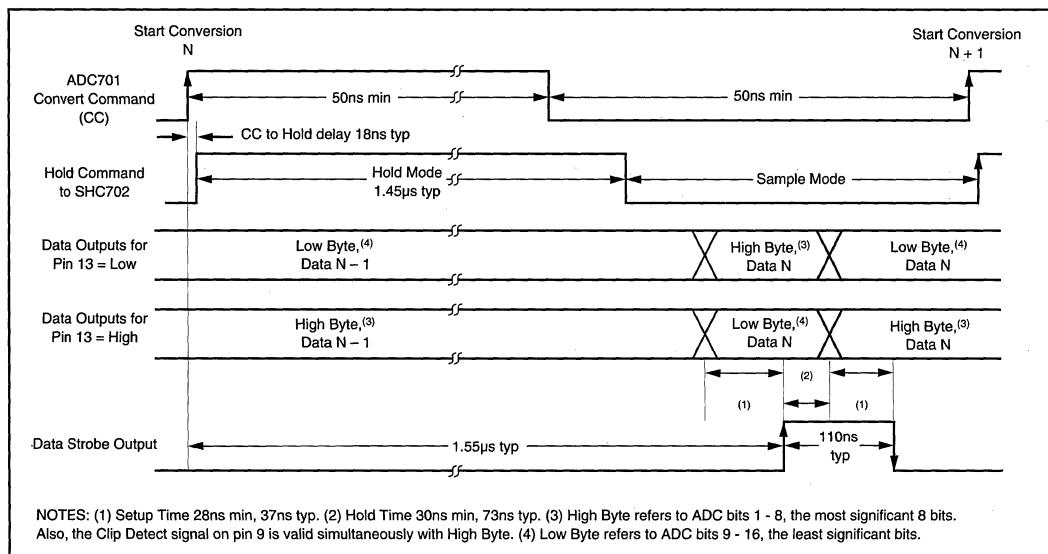 Start Conversion
N
Start Conversion
N + 1
ADC701
Convert Command
(CC)
50ns min
50ns min
CC to Hold delay 18ns typ
Hold Command
to SHC702
Hold Mode
1.45µs typ
Sample Mode
Data Outputs for
Pin 13 = Low
Low Byte,(4)
Data N – 1
High Byte,(3)
Data N
Low Byte,(4)
Data N
Data Outputs for
Pin 13 = High
High Byte,(3)
Data N – 1
Low Byte,(4)
Data N
High Byte,(3)
Data N
(1)
(2)
(1)
Data Strobe Output
1.55µs typ
110ns
typ
NOTES: (1) Setup Time 28ns min, 37ns typ. (2) Hold Time 30ns min, 73ns typ. (3) High Byte refers to ADC bits 1 - 8, the most significant 8 bits.
Also, the Clip Detect signal on pin 9 is valid simultaneously with High Byte. (4) Low Byte refers to ADC bits 9 - 16, the least significant bits.